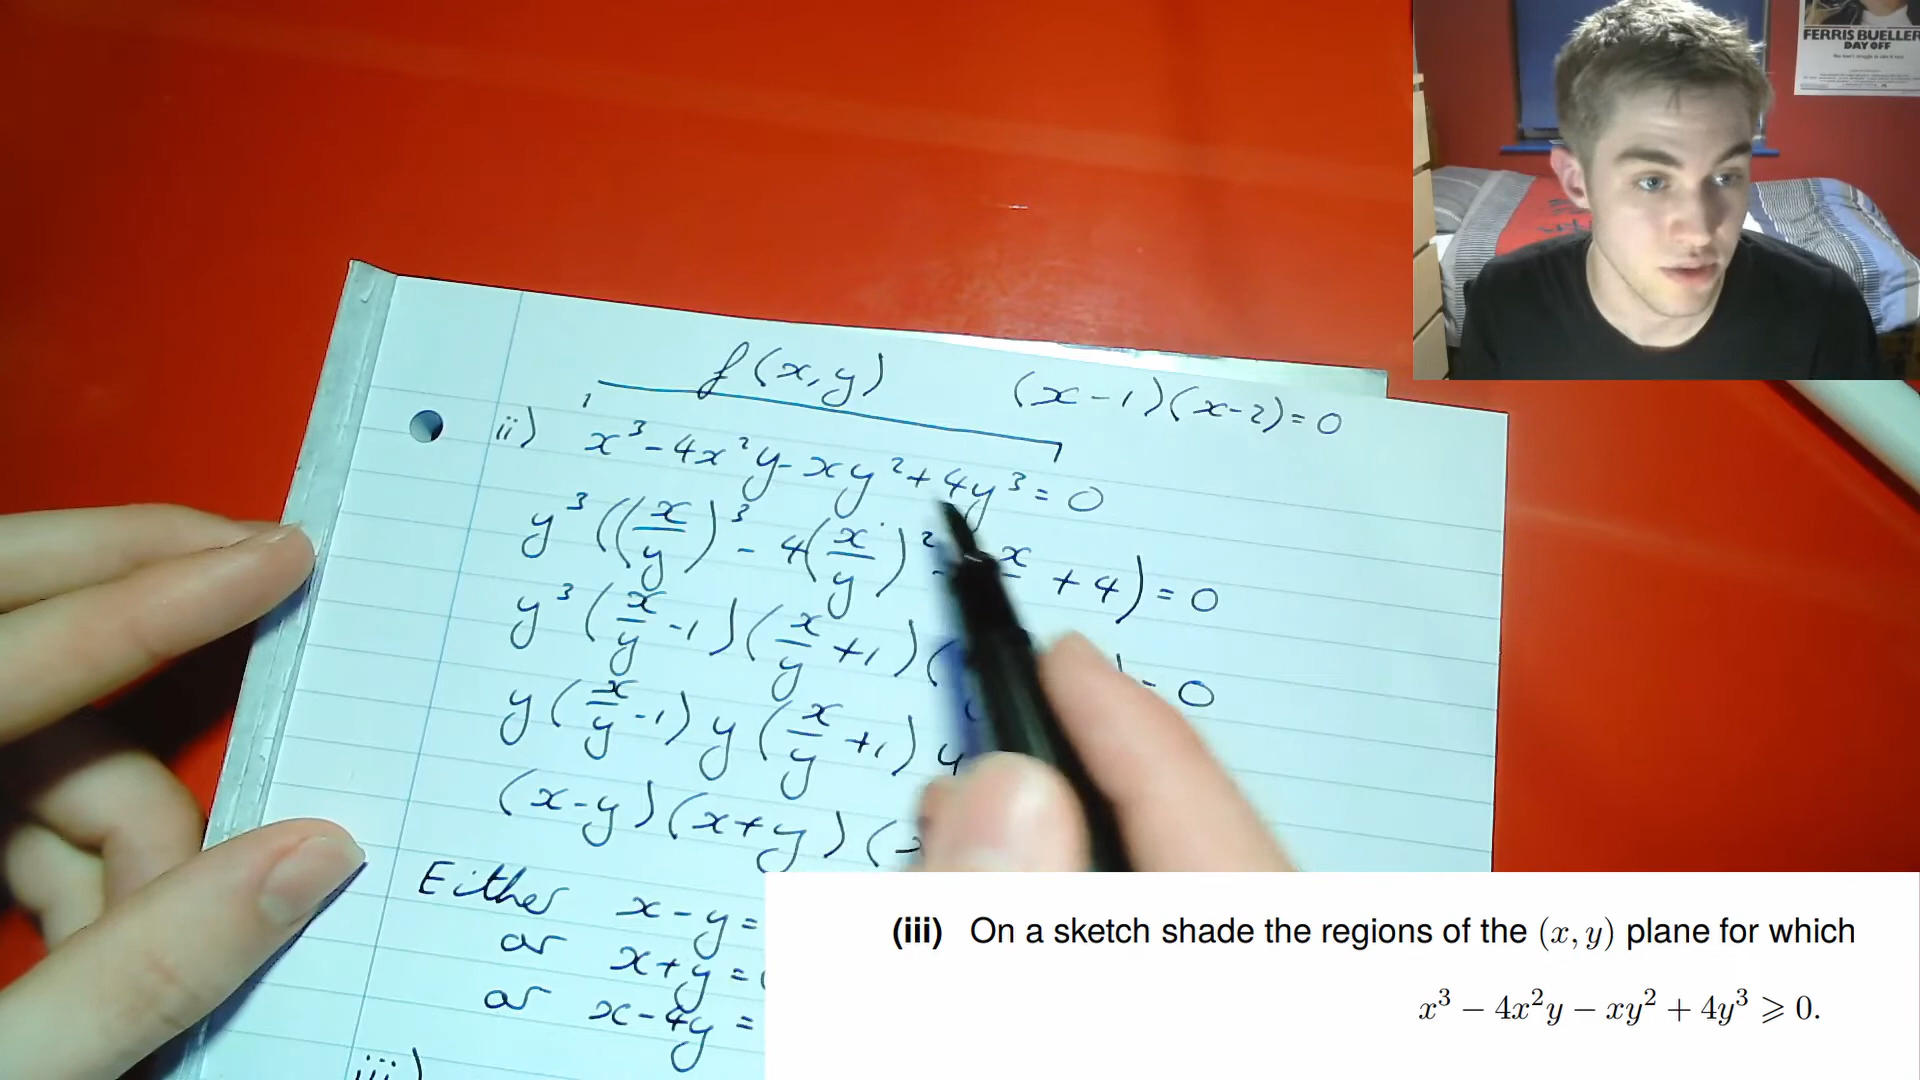 FERRIS BUELLER
DAY OFF
f(x,y)
(x-1)(x-2)=0
ii) x³-4x²y-xy²+4y³=0
y³((x/y)³-4(x/y)²- x/y +4)=0
y³(x/y-1)(x/y+1)( =0
y(x/y-1)y(x/y+1)y
(x-y)(x+y)(x
Either x-y=
or x+y=
or x-4y=
iii)
(iii) On a sketch shade the regions of the (x, y) plane for which
x³ − 4x²y − xy² + 4y³ ⩾ 0.